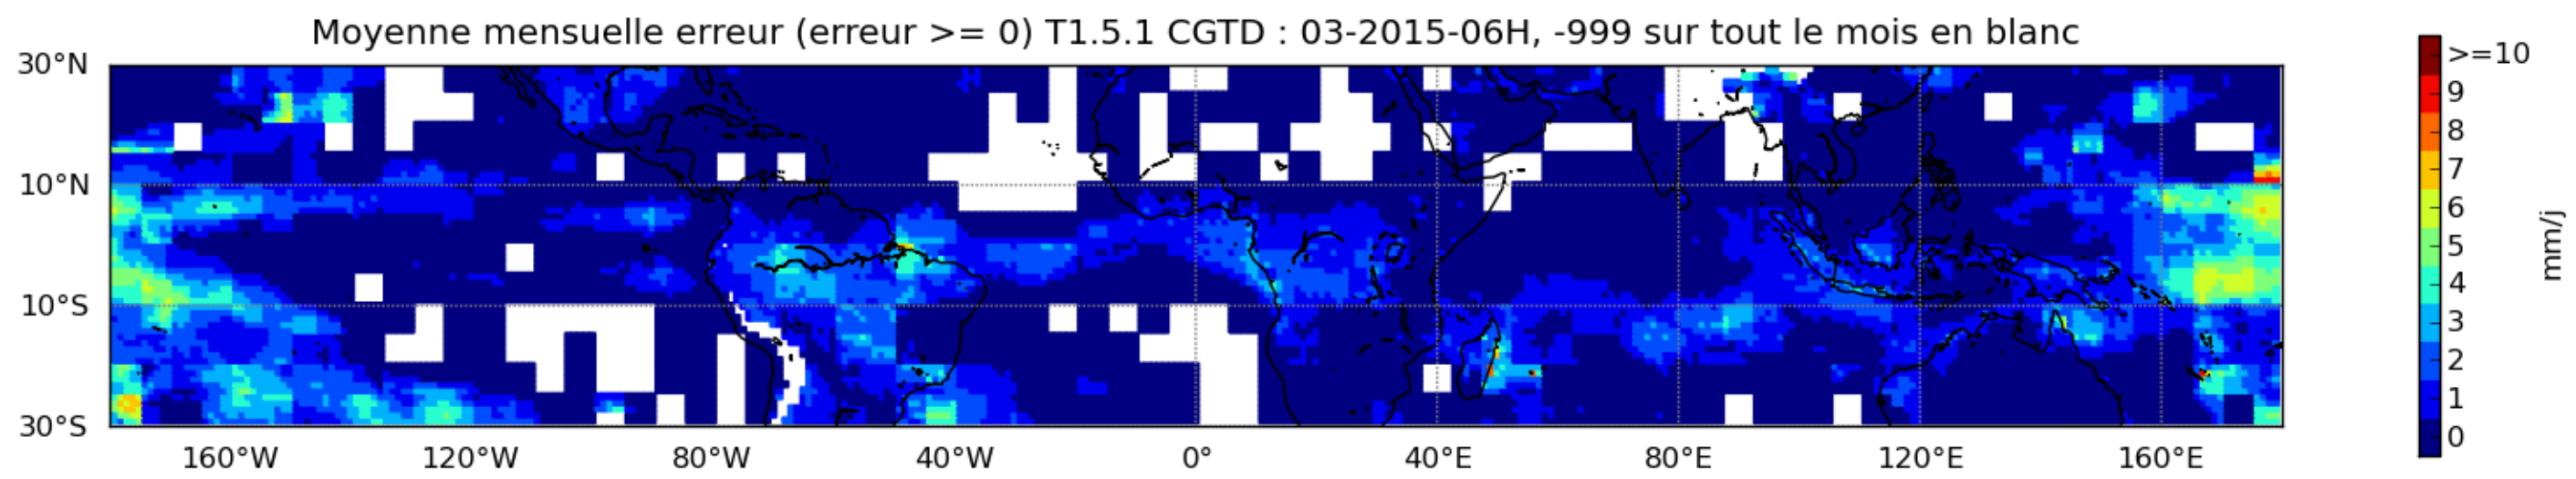 Moyenne mensuelle erreur (erreur >= 0) T1.5.1 CGTD : 03-2015-06H, -999 sur tout le mois en blanc
30°N
10°N
10°S
30°S
160°W 120°W 80°W 40°W 0° 40°E 80°E 120°E 160°E
>=10
9
8
7
6
5
4
3
2
1
0
mm/j